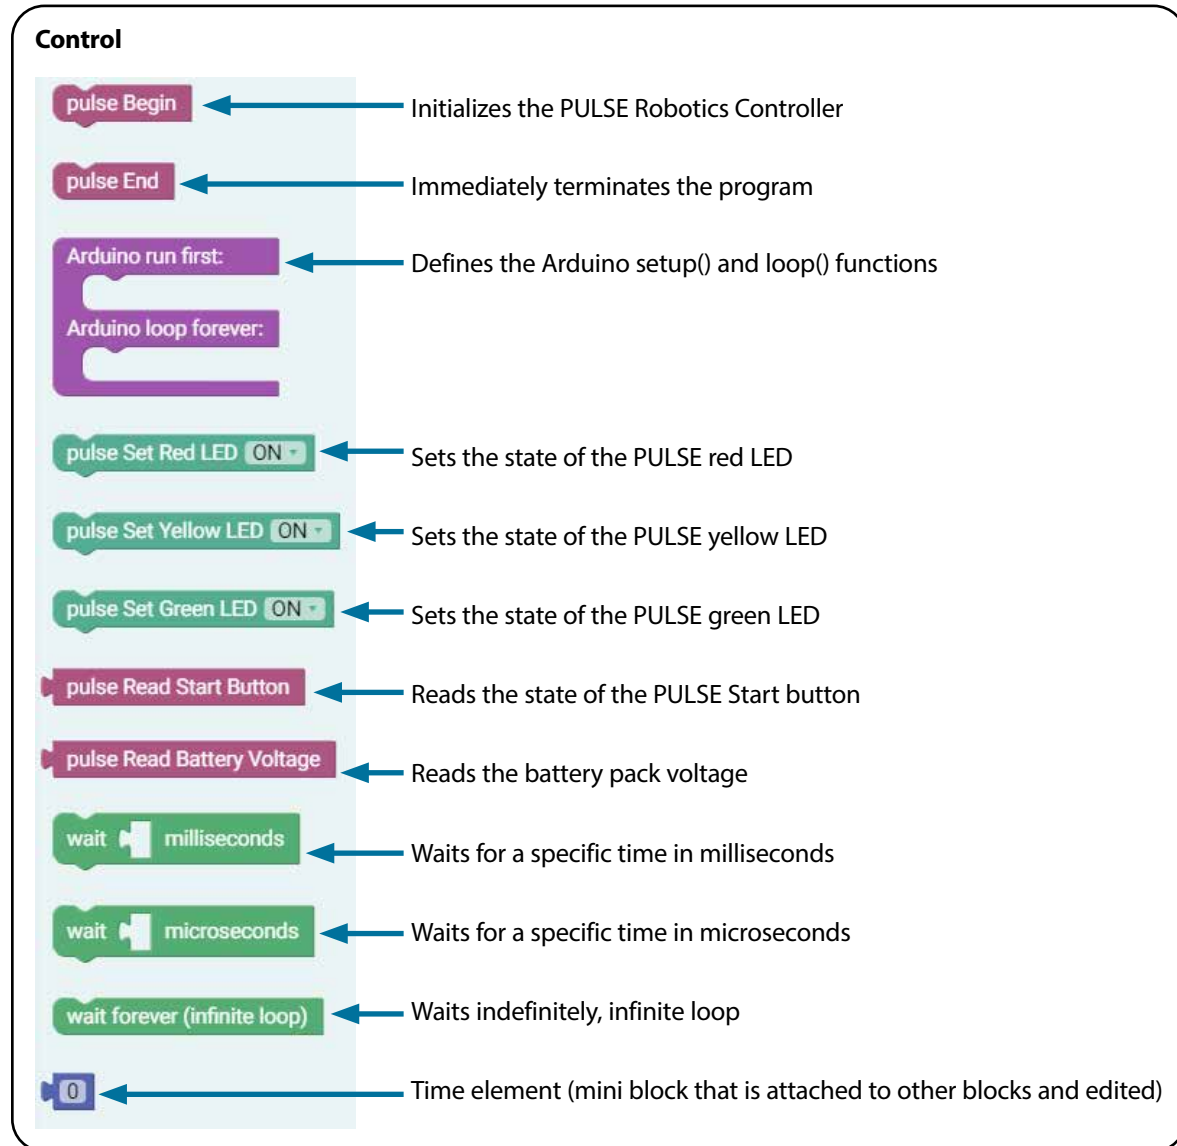 Control
pulse Begin
Initializes the PULSE Robotics Controller
pulse End
Immediately terminates the program
Arduino run first:
Defines the Arduino setup() and loop() functions
Arduino loop forever:
pulse Set Red LED ON
Sets the state of the PULSE red LED
pulse Set Yellow LED ON
Sets the state of the PULSE yellow LED
pulse Set Green LED ON
Sets the state of the PULSE green LED
pulse Read Start Button
Reads the state of the PULSE Start button
pulse Read Battery Voltage
Reads the battery pack voltage
wait milliseconds
Waits for a specific time in milliseconds
wait microseconds
Waits for a specific time in microseconds
wait forever (infinite loop)
Waits indefinitely, infinite loop
0
Time element (mini block that is attached to other blocks and edited)